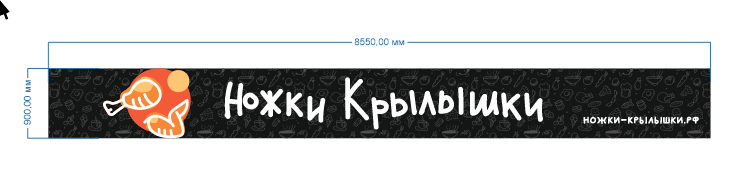 8550,00 мм
900,00 мм
Ножки Крылышки
НОЖКИ-КРЫЛЫШКИ.РФ